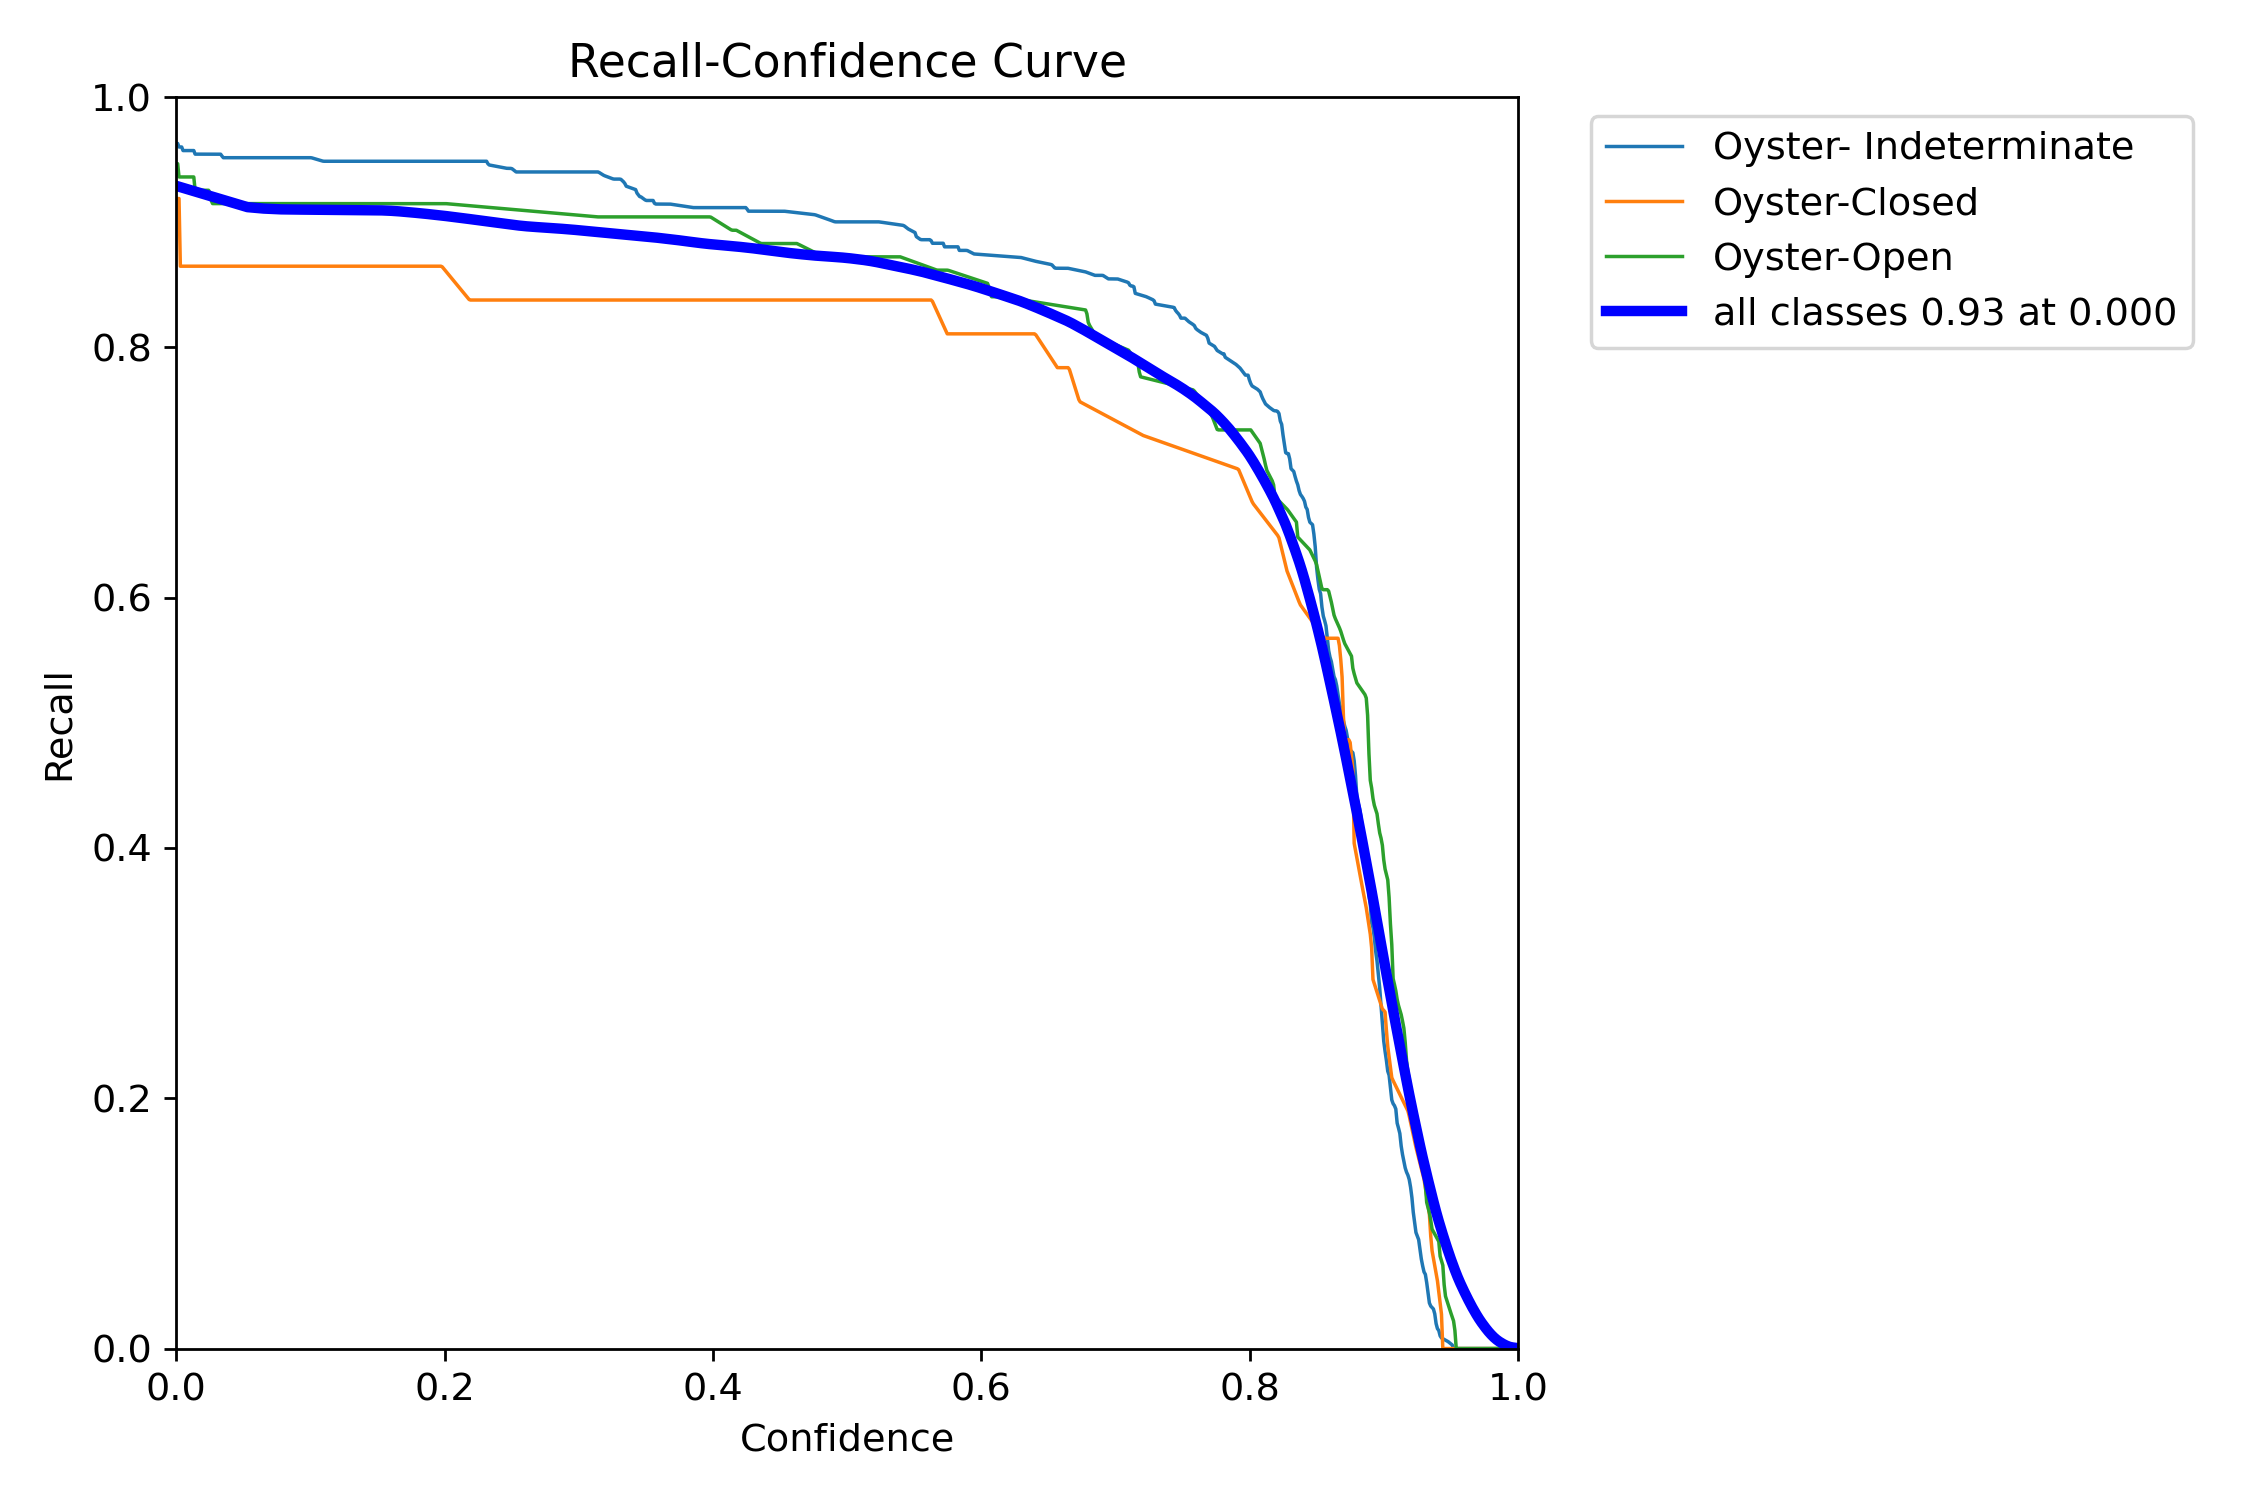 Recall-Confidence Curve
1.0
0.8
0.6
0.4
0.2
0.0
Recall
0.0 0.2 0.4 0.6 0.8 1.0
Confidence
Oyster- Indeterminate
Oyster-Closed
Oyster-Open
all classes 0.93 at 0.000